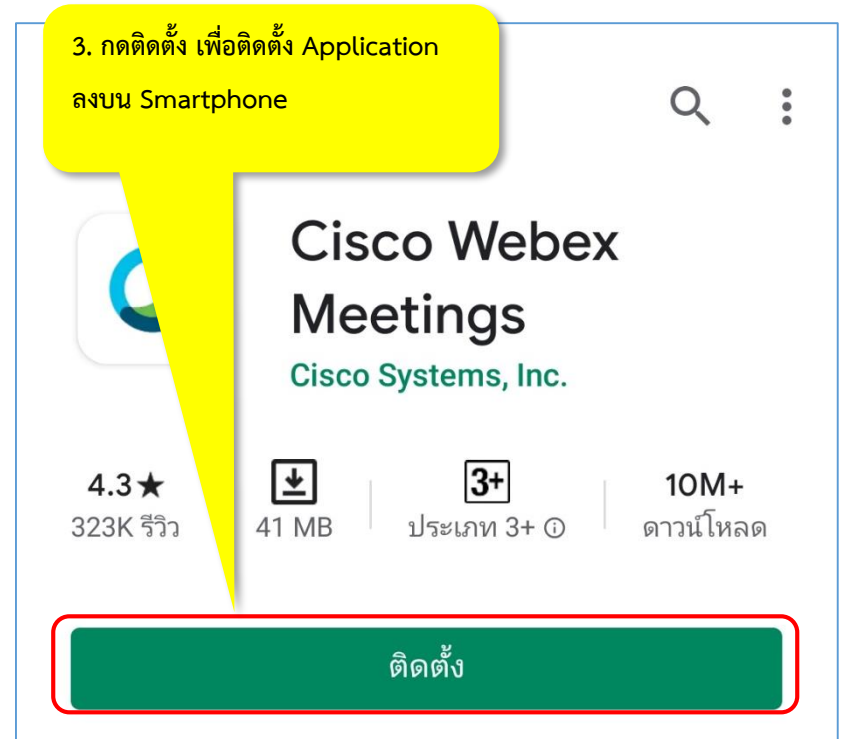 3. กดติดตั้ง เพื่อติดตั้ง Application
ลงบน Smartphone
Cisco Webex
Meetings
Cisco Systems, Inc.
4.3★
323K รีวิว
41 MB
3+
ประเภท 3+
10M+
ดาวน์โหลด
ติดตั้ง